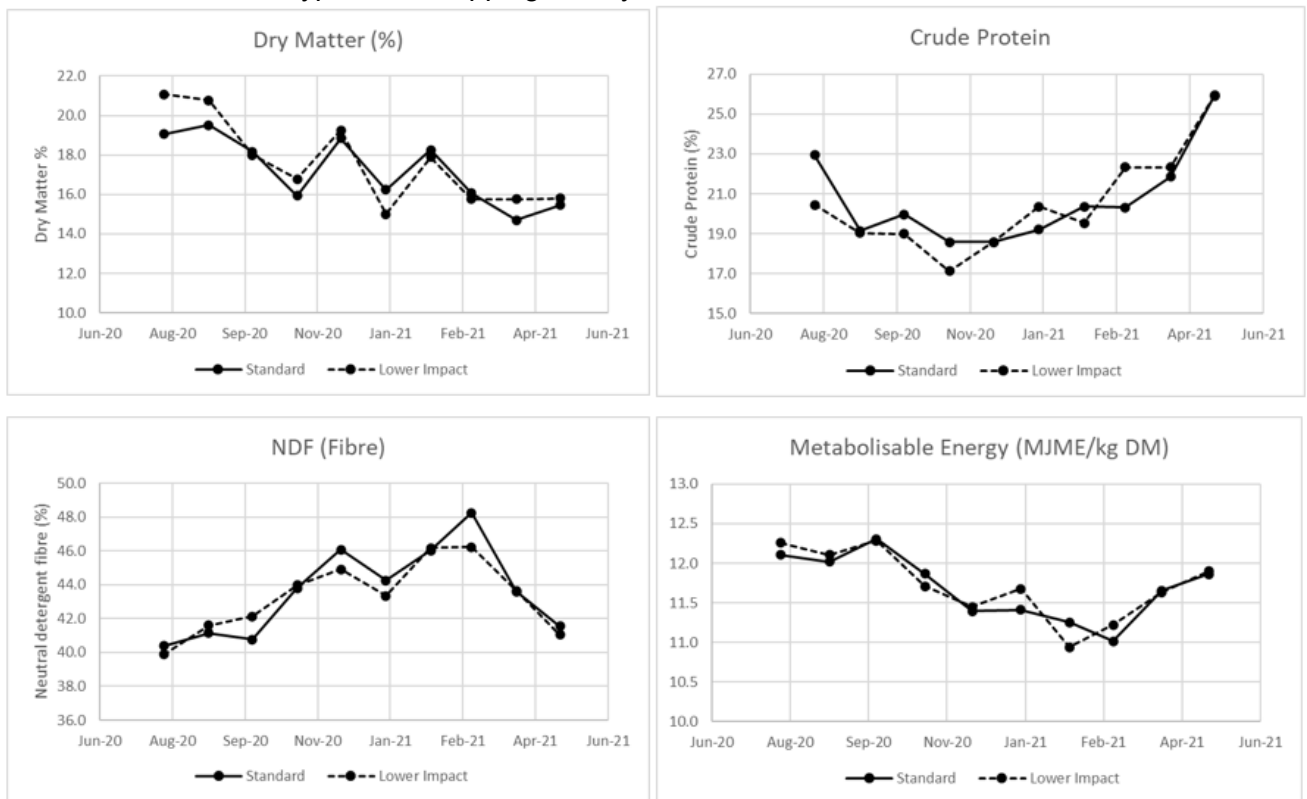 Dry Matter (%)
Dry Matter %
22.0
20.0
18.0
16.0
14.0
12.0
10.0
Jun-20 Aug-20 Sep-20 Nov-20 Jan-21 Feb-21 Apr-21 Jun-21
Standard Lower Impact
Crude Protein
Crude Protein (%)
27.0
25.0
23.0
21.0
19.0
17.0
15.0
Jun-20 Aug-20 Sep-20 Nov-20 Jan-21 Feb-21 Apr-21 Jun-21
Standard Lower Impact
NDF (Fibre)
Neutral detergent fibre (%)
50.0
48.0
46.0
44.0
42.0
40.0
38.0
36.0
Jun-20 Aug-20 Sep-20 Nov-20 Jan-21 Feb-21 Apr-21 Jun-21
Standard Lower Impact
Metabolisable Energy (MJME/kg DM)
13.0
12.5
12.0
11.5
11.0
10.5
10.0
Jun-20 Aug-20 Sep-20 Nov-20 Jan-21 Feb-21 Apr-21 Jun-21
Standard Lower Impact